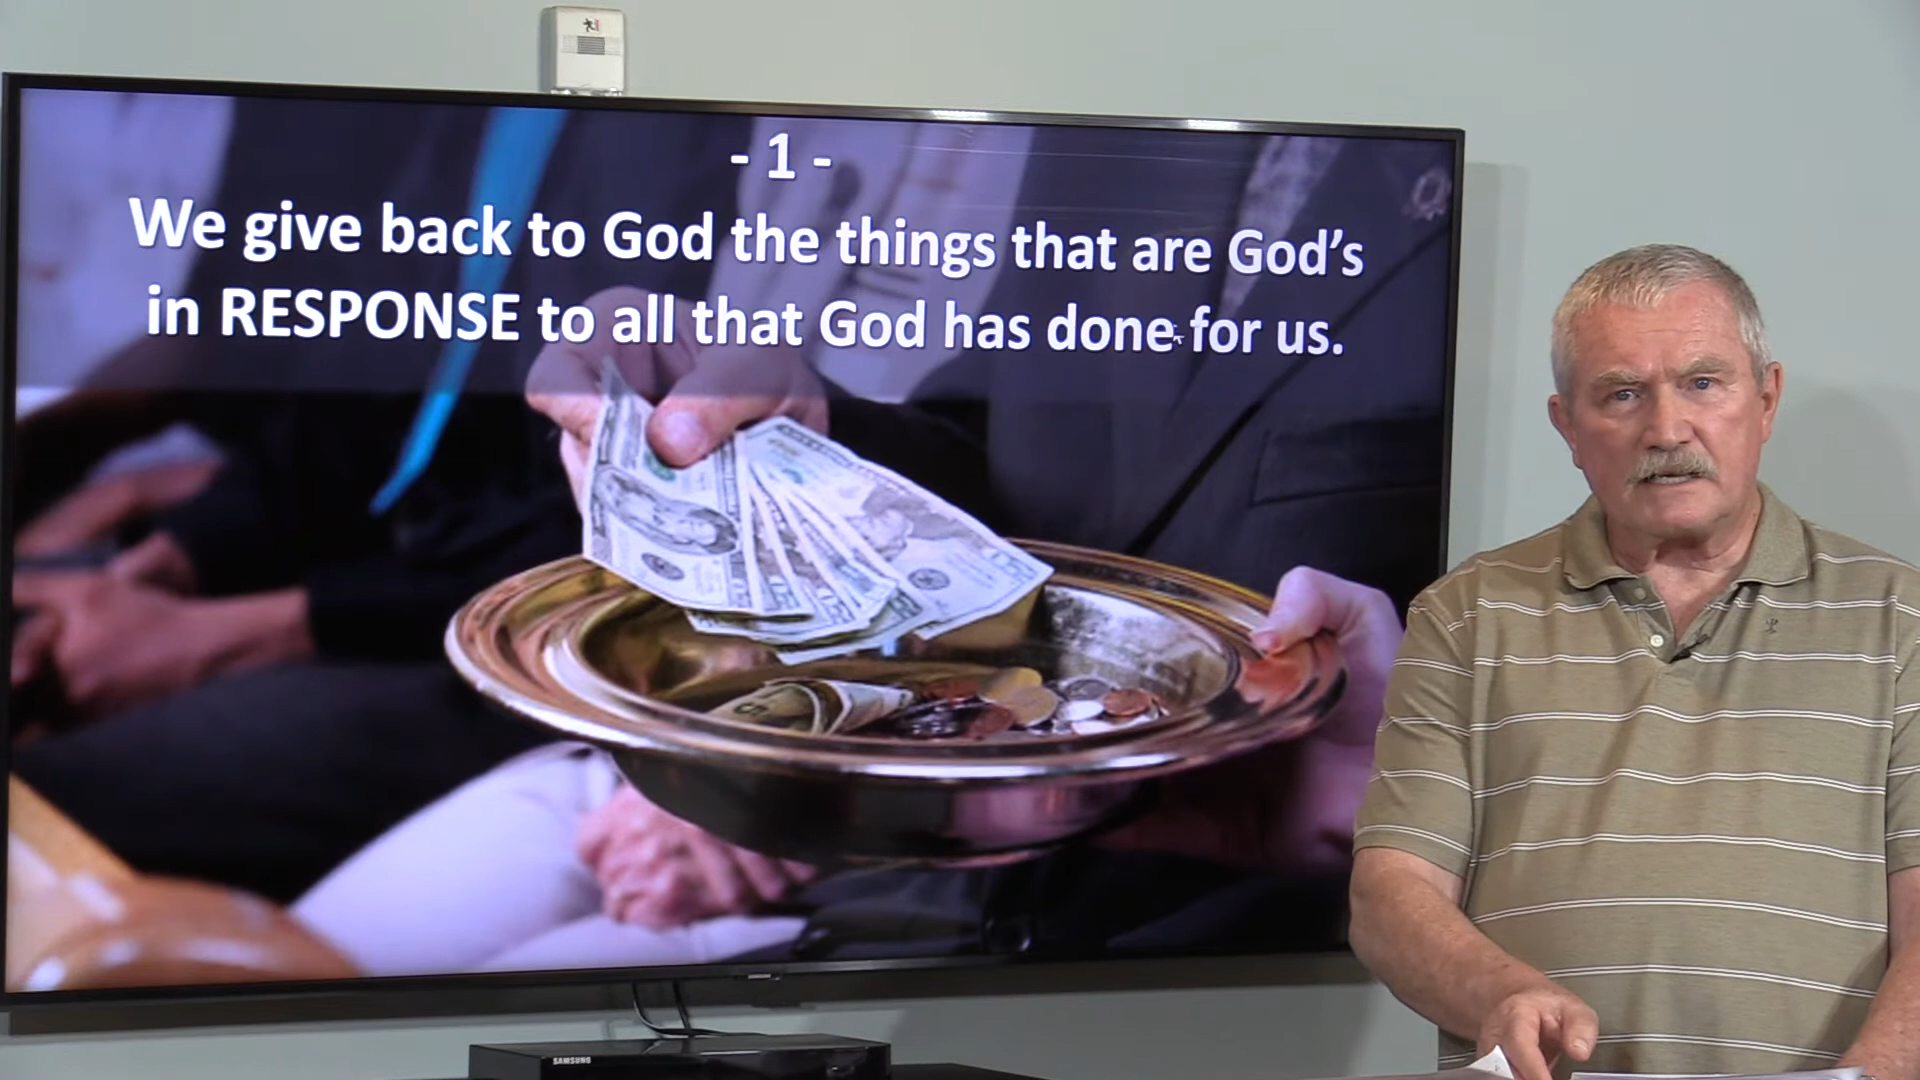 - 1 -
We give back to God the things that are God's
in RESPONSE to all that God has done for us.
SAMSUNG
SAMSUNG